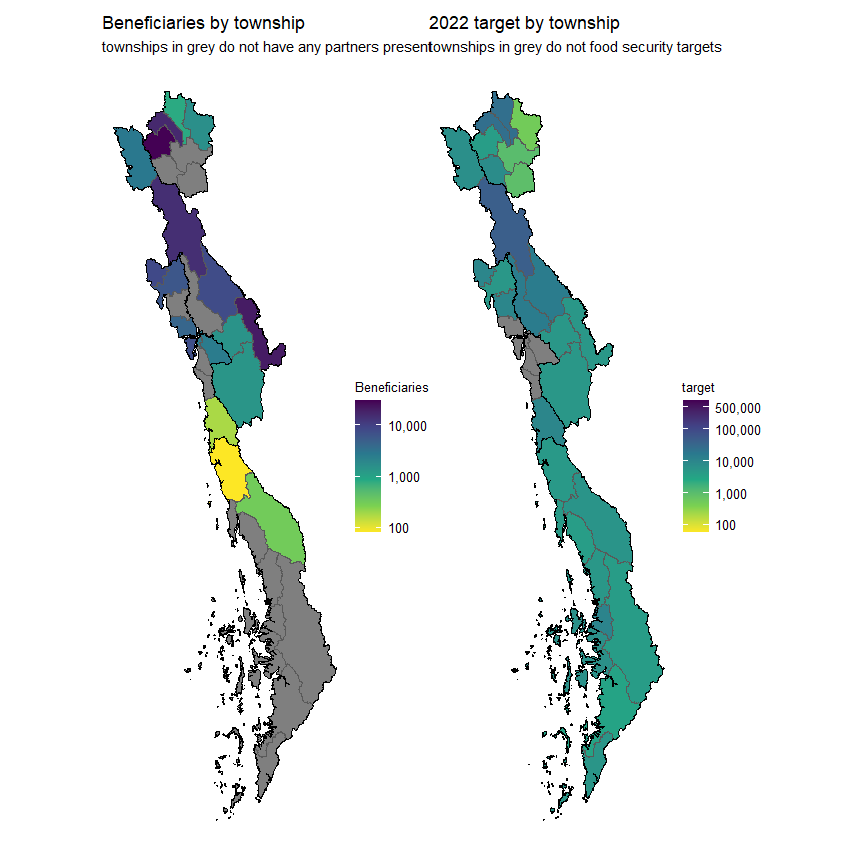 Beneficiaries by township
townships in grey do not have any partners present
2022 target by township
townships in grey do not food security targets
Beneficiaries
10,000
1,000
100
target
500,000
100,000
10,000
1,000
100